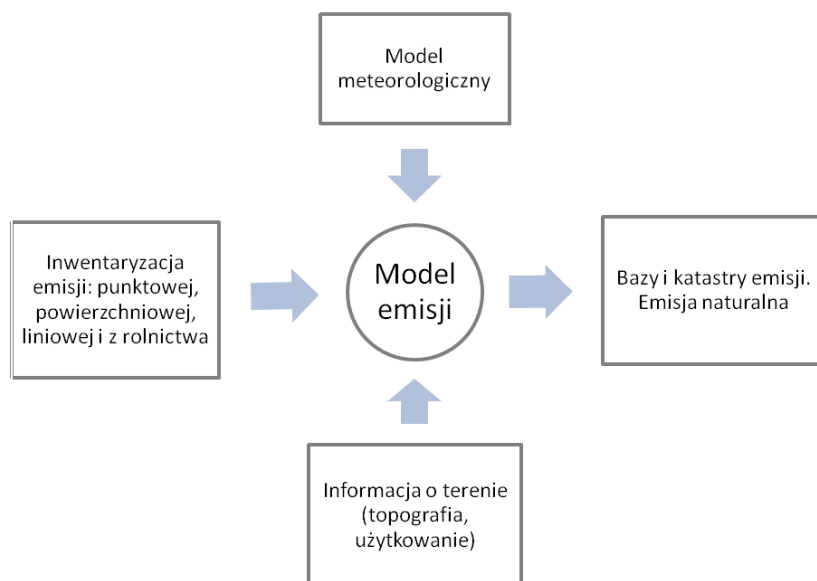 Model
meteorologiczny
Inwentaryzacja
emisji: punktowej,
powierzchniowej,
liniowej i z rolnictwa
Model
emisji
Bazy i katastry emisji.
Emisja naturalna
Informacja o terenie
(topografia,
użytkowanie)